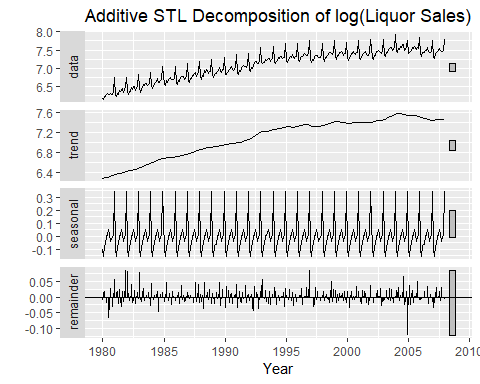 Additive STL Decomposition of log(Liquor Sales)
data
8.0
7.5
7.0
6.5
trend
7.6
7.2
6.8
6.4
seasonal
0.3
0.2
0.1
0.0
-0.1
remainder
0.05
0.00
-0.05
-0.10
1980 1985 1990 1995 2000 2005 2010
Year